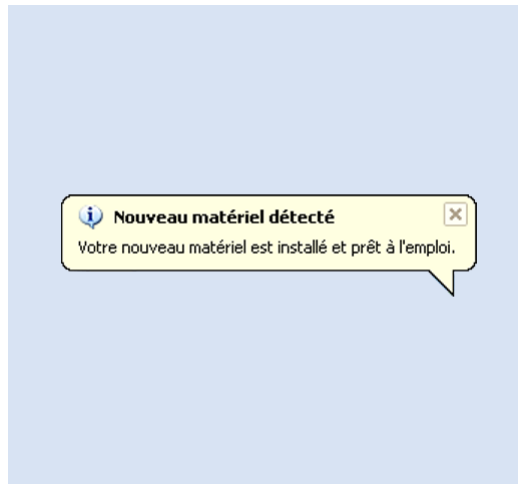 Nouveau matériel détecté
Votre nouveau matériel est installé et prêt à l'emploi.